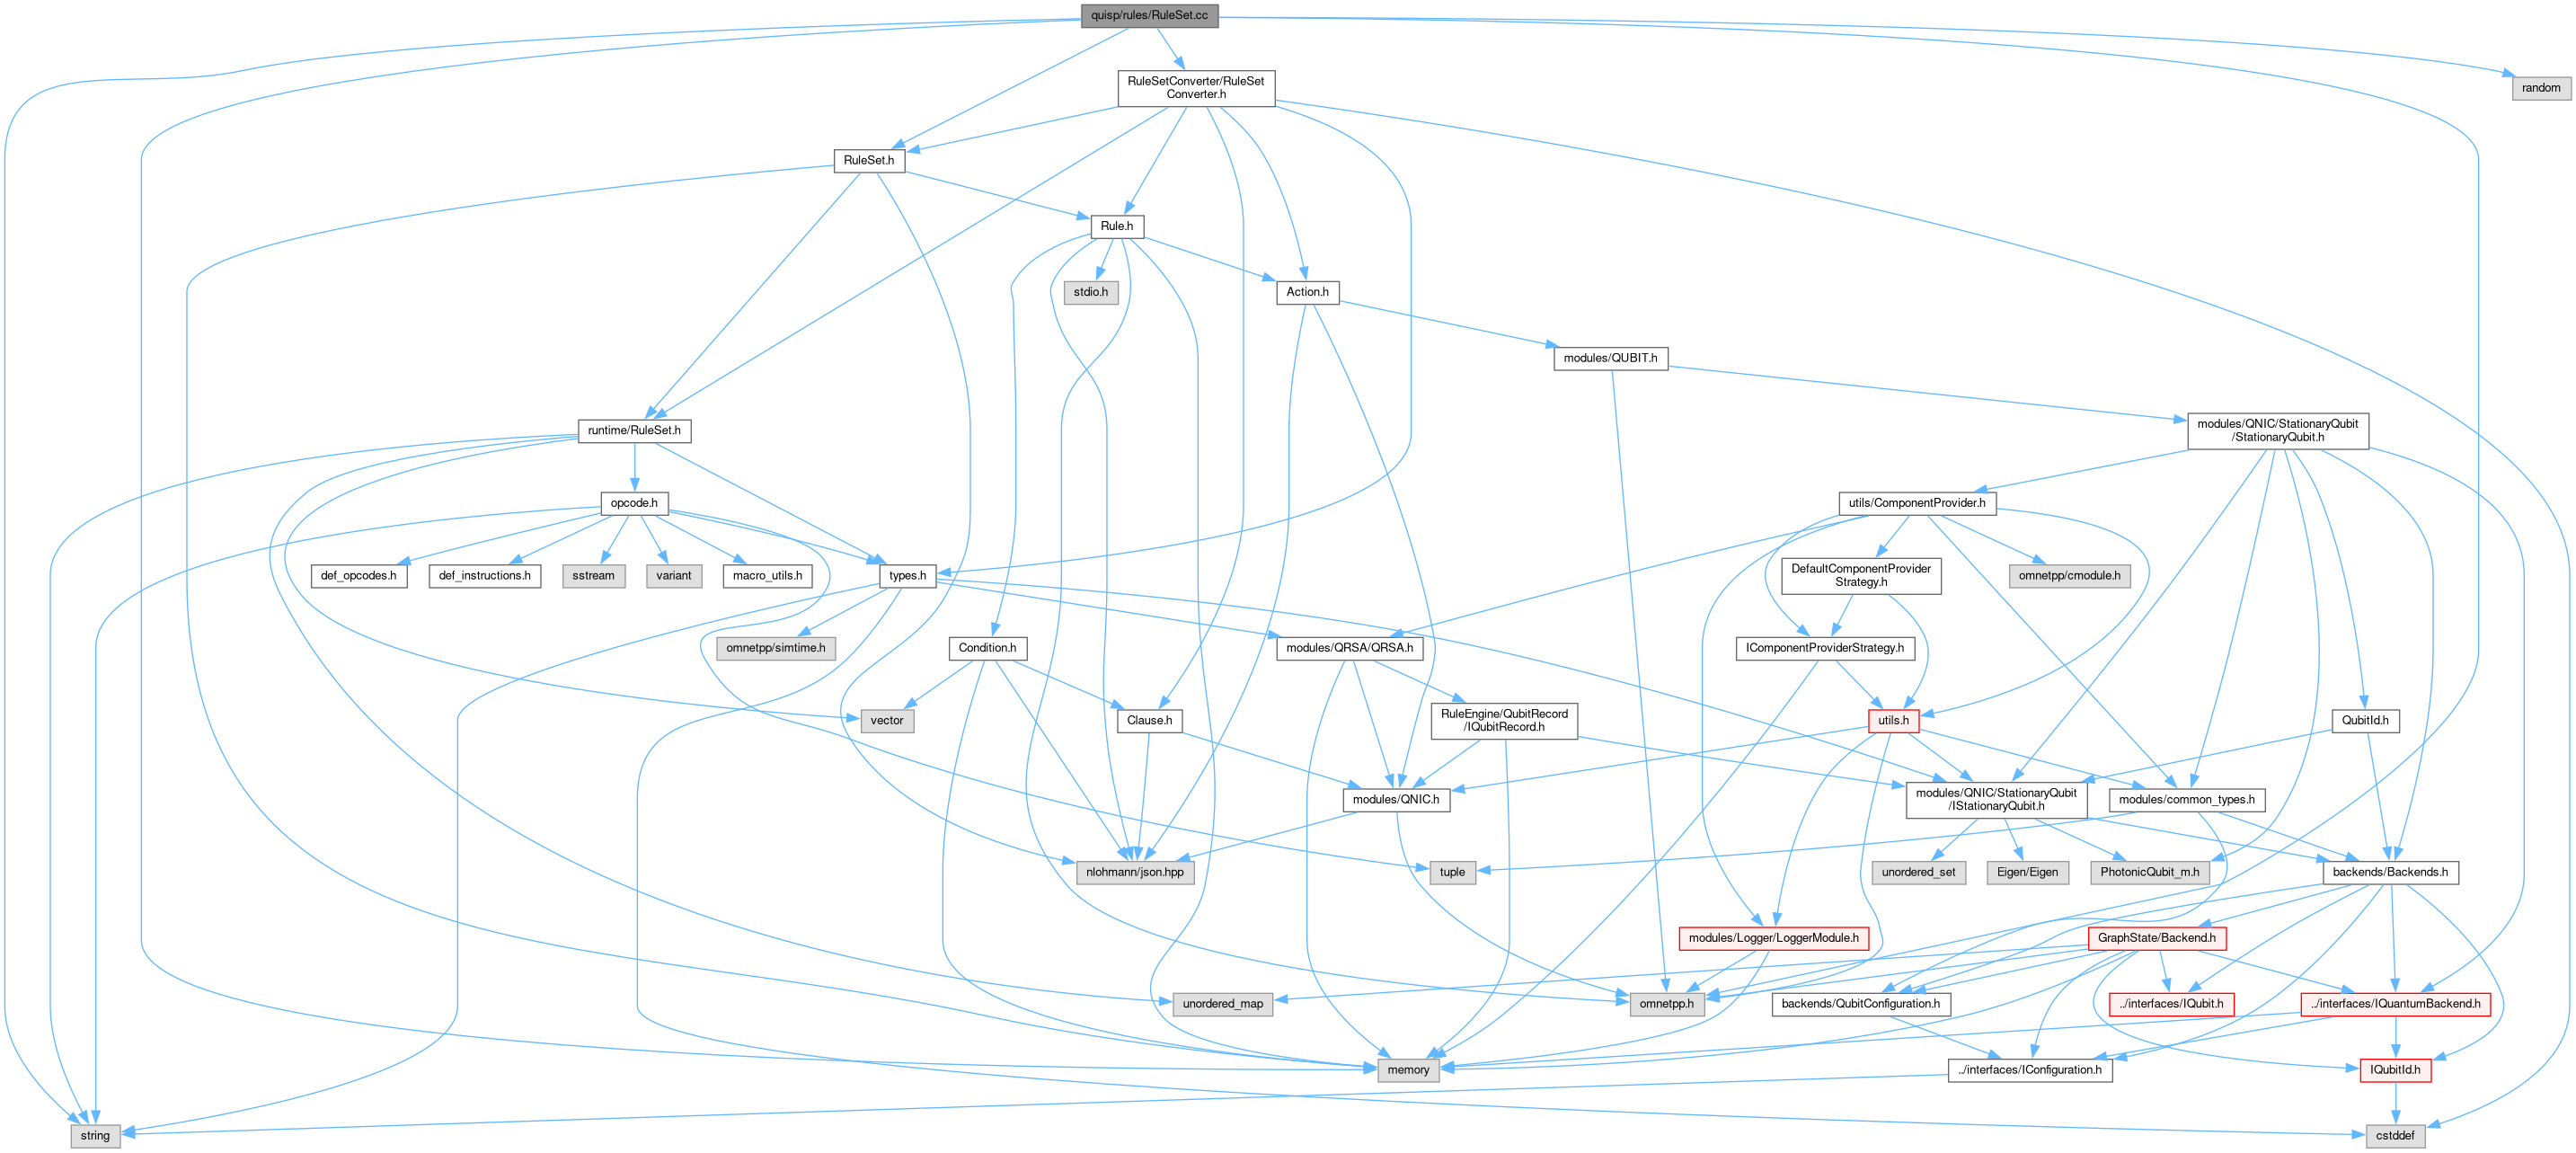 quisp/rules/RuleSet.cc
RuleSetConverter/RuleSet
Converter.h
random
RuleSet.h
Rule.h
stdio.h
Action.h
modules/QUBIT.h
runtime/RuleSet.h
modules/QNIC/StationaryQubit
/StationaryQubit.h
opcode.h
utils/ComponentProvider.h
def_opcodes.h
def_instructions.h
sstream
variant
macro_utils.h
types.h
DefaultComponentProvider
Strategy.h
omnetpp/cmodule.h
omnetpp/simtime.h
Condition.h
modules/QRSA/QRSA.h
IComponentProviderStrategy.h
vector
Clause.h
RuleEngine/QubitRecord
/IQubitRecord.h
utils.h
QubitId.h
modules/QNIC.h
modules/QNIC/StationaryQubit
/IStationaryQubit.h
modules/common_types.h
nlohmann/json.hpp
tuple
unordered_set
Eigen/Eigen
PhotonicQubit_m.h
backends/Backends.h
modules/Logger/LoggerModule.h
GraphState/Backend.h
unordered_map
omnetpp.h
backends/QubitConfiguration.h
../interfaces/IQubit.h
../interfaces/IQuantumBackend.h
memory
../interfaces/IConfiguration.h
IQubitId.h
string
cstddef